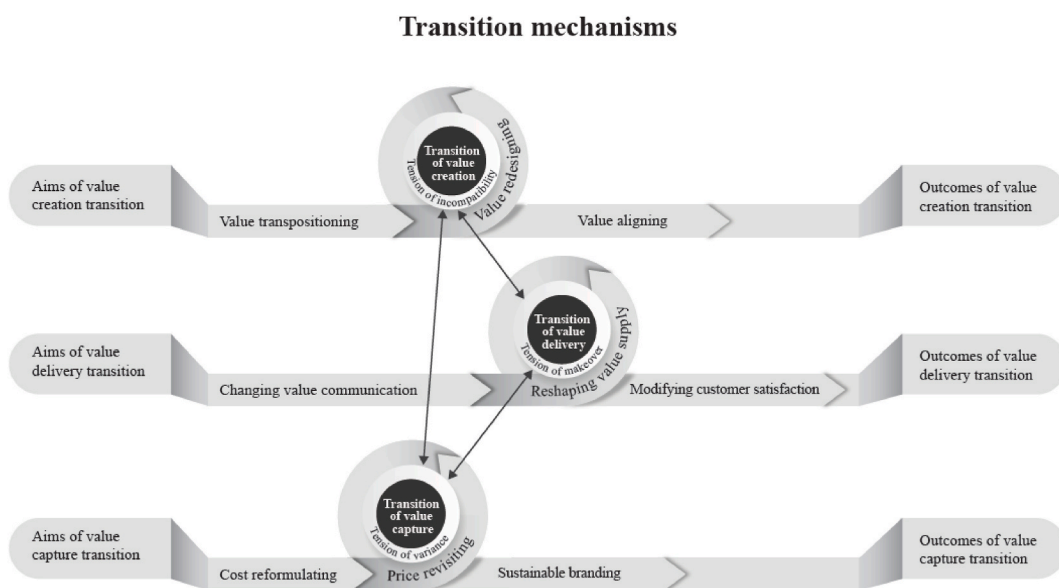 Transition mechanisms
Aims of value
creation transition
Value transpositioning
Transition
of value
creation
Tension of incompatibility
Value redesigning
Value aligning
Outcomes of value
creation transition
Aims of value
delivery transition
Changing value communication
Transition
of value
delivery
Tension of makeover
Reshaping value supply
Modifying customer satisfaction
Outcomes of value
delivery transition
Aims of value
capture transition
Cost reformulating
Transition
of value
capture
Tension of variance
Price revisiting
Sustainable branding
Outcomes of value
capture transition